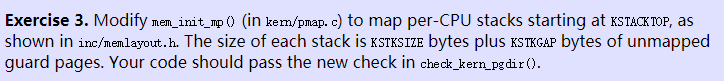 Exercise 3. Modify mem_init_mp() (in kern/pmap.c) to map per-CPU stacks starting at KSTACKTOP, as
shown in inc/memlayout.h. The size of each stack is KSTKSIZE bytes plus KSTKGAP bytes of unmapped
guard pages. Your code should pass the new check in check_kern_pgdir().